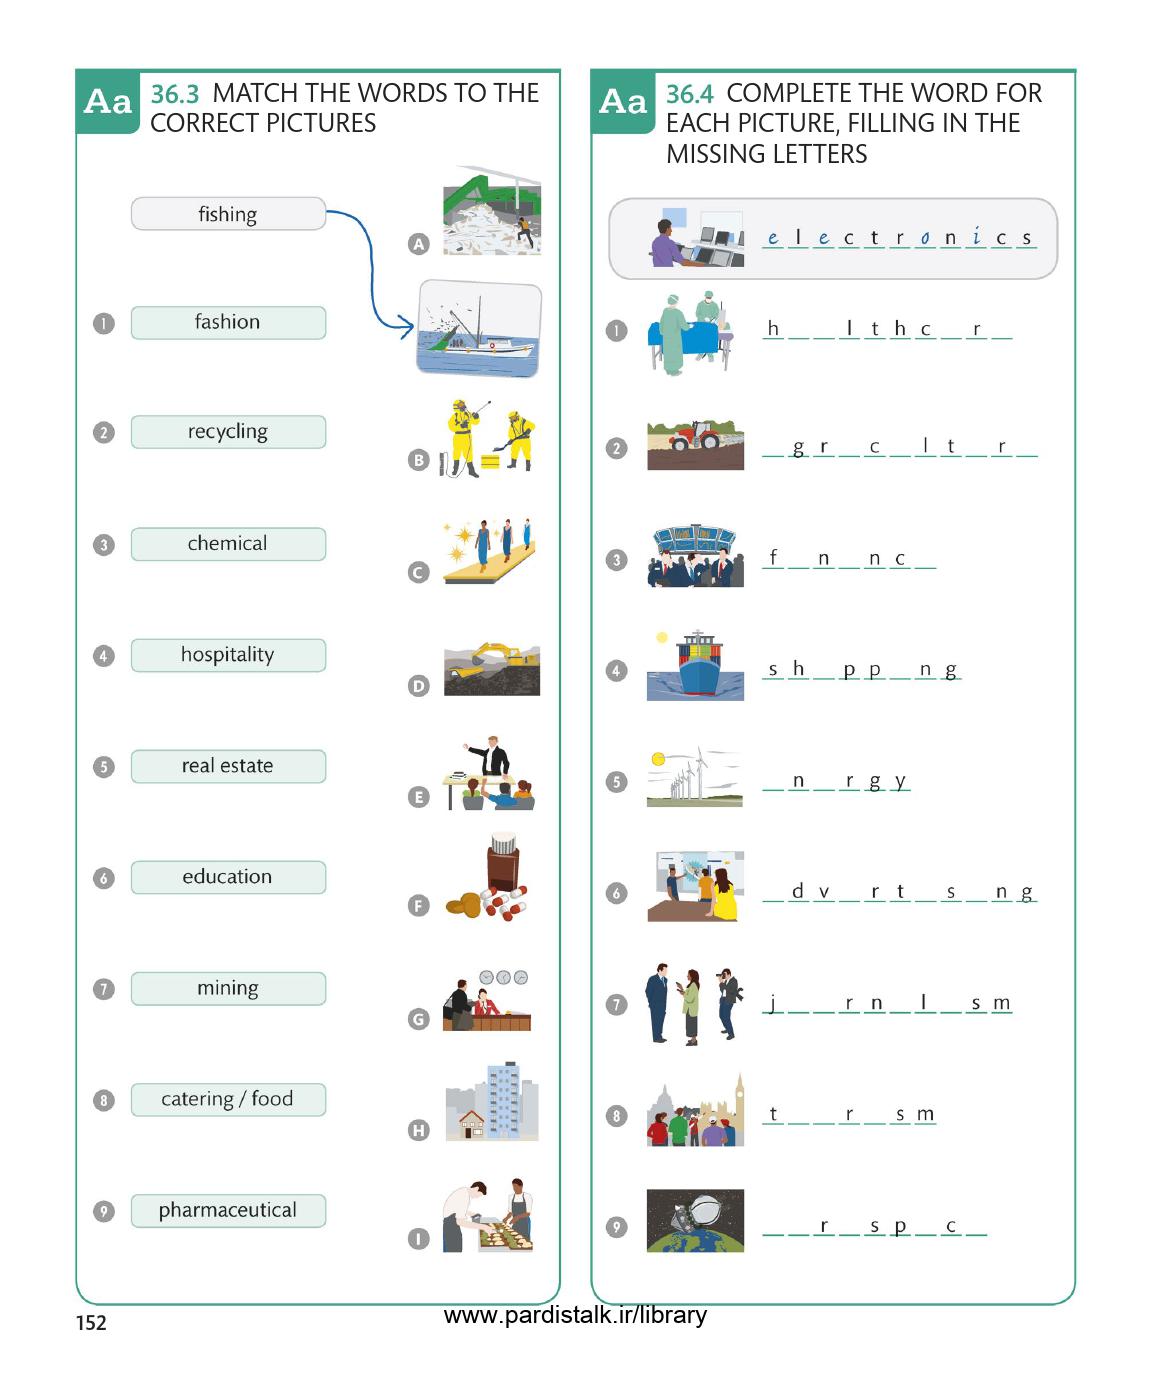 Aa 36.3 MATCH THE WORDS TO THE
CORRECT PICTURES
fishing
A
1 fashion
2 recycling
B
3 chemical
C
4 hospitality
D
5 real estate
E
6 education
F
7 mining
G
8 catering / food
H
9 pharmaceutical
I
Aa 36.4 COMPLETE THE WORD FOR
EACH PICTURE, FILLING IN THE
MISSING LETTERS
e l e c t r o n i c s
1 h _ _ l t h c _ r _
2 _ g r _ c _ l t _ r _
3 f _ n _ n c _
4 s h _ p p _ n g
5 _ n _ r g y
6 _ d v _ r t _ s _ n g
7 j _ _ r n _ l _ s m
8 t _ _ r _ s m
9 _ _ r _ s p _ c _
152
www.pardistalk.ir/library